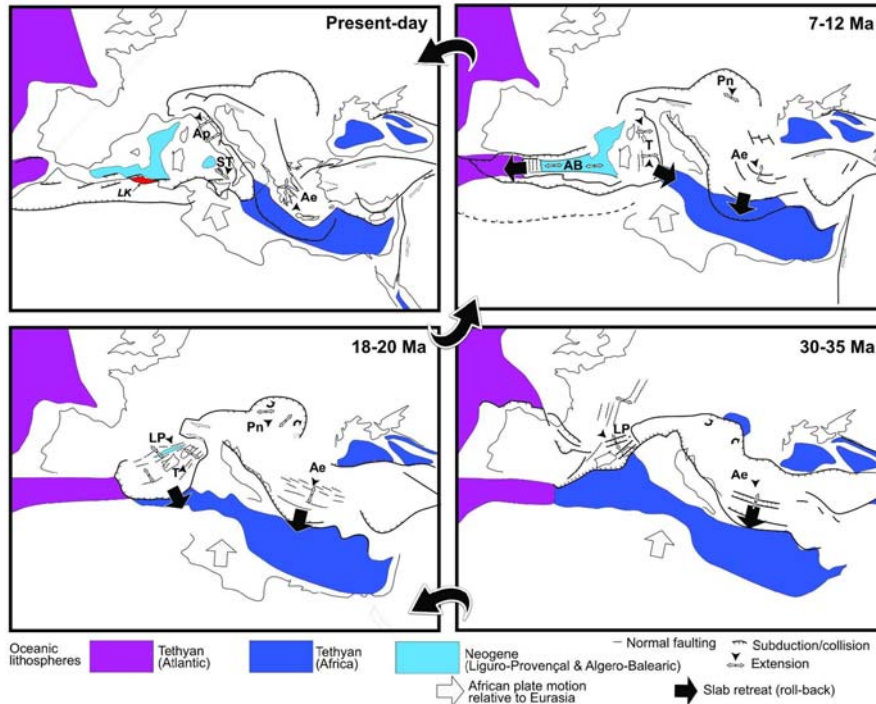 Present-day
Ap
ST
LK
Ae
7-12 Ma
Pn
T
Ae
AB
18-20 Ma
Pn
LP
T
Ae
30-35 Ma
LP
Ae
Oceanic lithospheres
Tethyan (Atlantic)
Tethyan (Africa)
Neogene (Liguro-Provençal & Algero-Balearic)
Normal faulting
Subduction/collision
Extension
African plate motion relative to Eurasia
Slab retreat (roll-back)